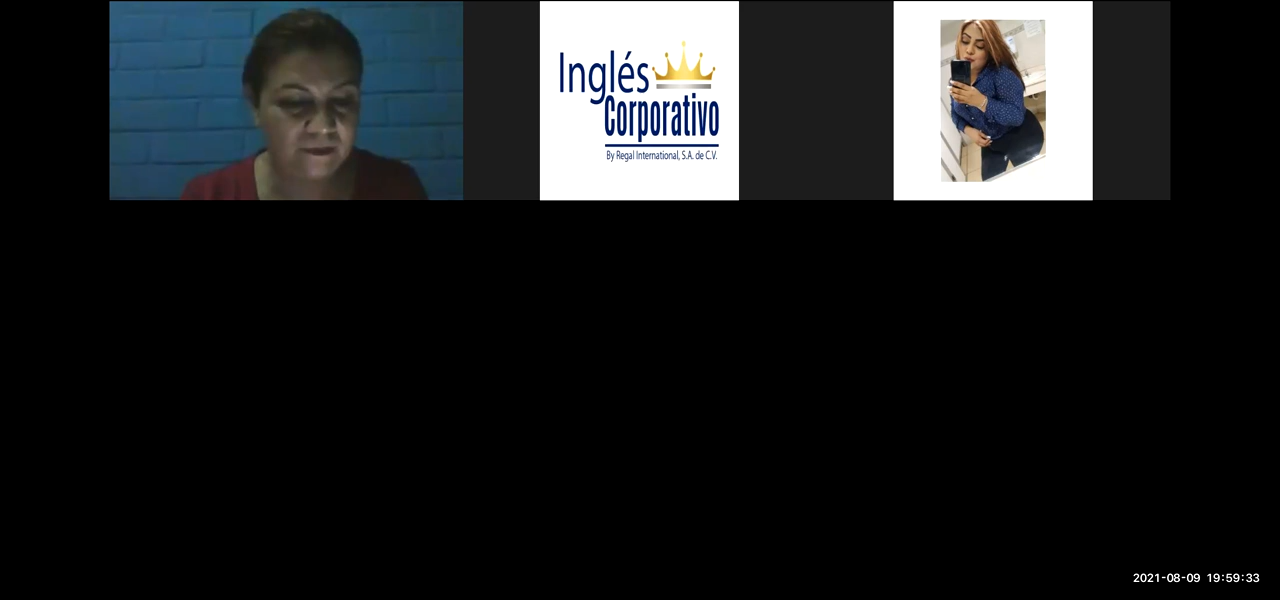 Inglés
Corporativo
By Regal International, S.A. de C.V.
2021-08-09 19:59:33